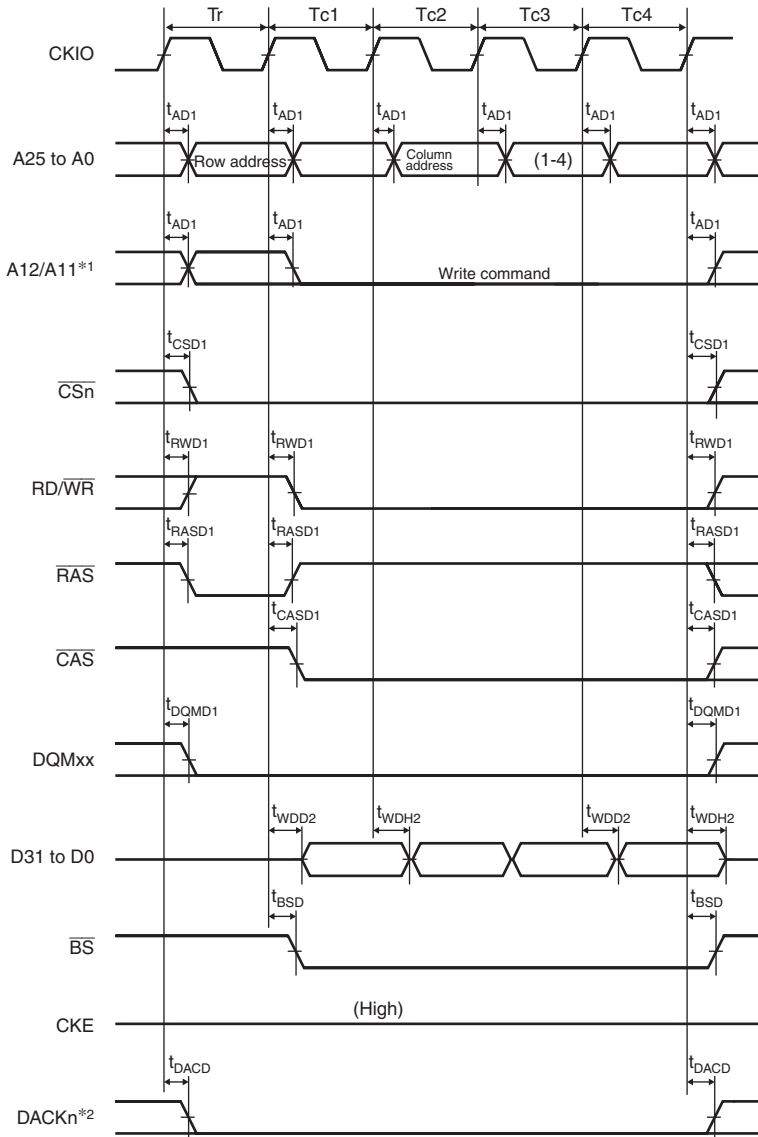 Tr Tc1 Tc2 Tc3 Tc4
CKIO
tAD1 tAD1 tAD1 tAD1 tAD1 tAD1
A25 to A0 Row address Column address (1-4)
tAD1 tAD1 tAD1
A12/A11*1 Write command
tCSD1 tCSD1
CSn
tRWD1 tRWD1 tRWD1
RD/WR
tRASD1 tRASD1 tRASD1
RAS
tCASD1 tCASD1
CAS
tDQMD1 tDQMD1
DQMxx
tWDD2 tWDH2 tWDD2 tWDH2
D31 to D0
tBSD tBSD
BS
(High)
CKE
tDACD tDACD
DACKn*2